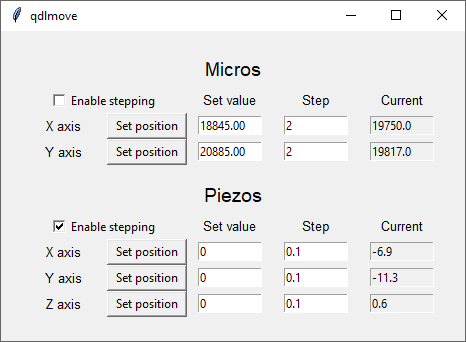 qdlmove
Micros
Enable stepping Set value Step Current
X axis Set position 18845.00 2 19750.0
Y axis Set position 20885.00 2 19817.0
Piezos
Enable stepping Set value Step Current
X axis Set position 0 0.1 -6.9
Y axis Set position 0 0.1 -11.3
Z axis Set position 0 0.1 0.6